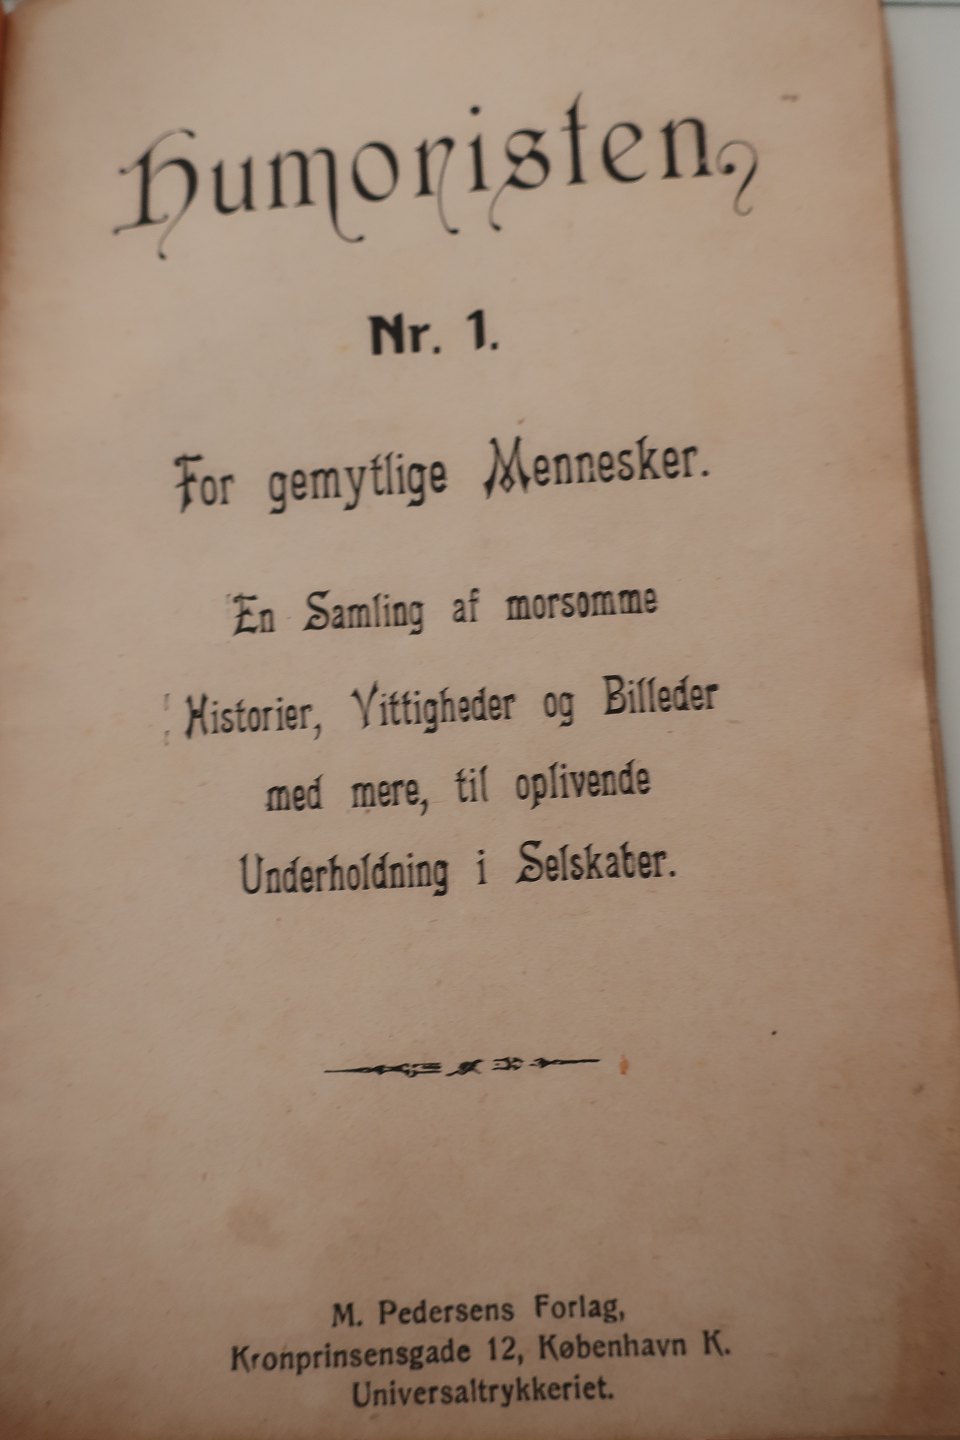 Humoristen
Nr. 1.
For gemytlige Mennesker.
En Samling af morsomme
Historier, Vittigheder og Billeder
med mere, til oplivende
Underholdning i Selskaber.
M. Pedersens Forlag,
Kronprinsensgade 12, København K.
Universaltrykkeriet.